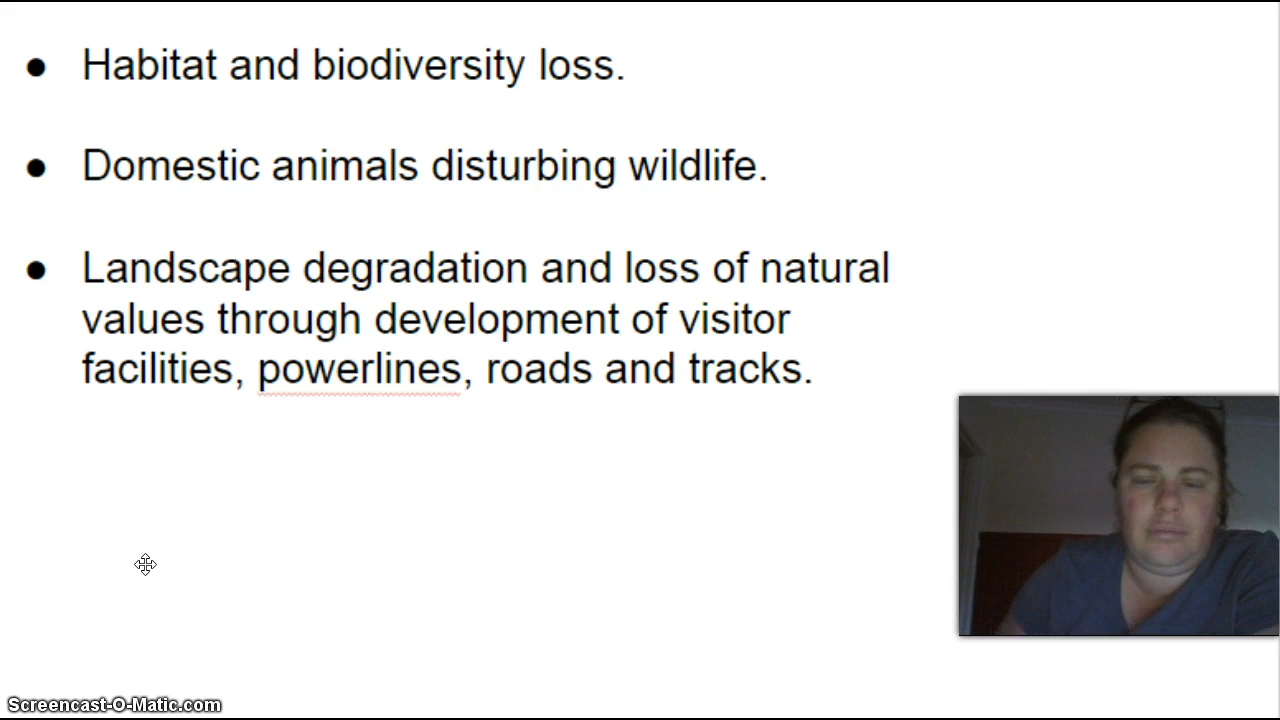 ● Habitat and biodiversity loss.
● Domestic animals disturbing wildlife.
● Landscape degradation and loss of natural
values through development of visitor
facilities, powerlines, roads and tracks.
Screencast-O-Matic.com